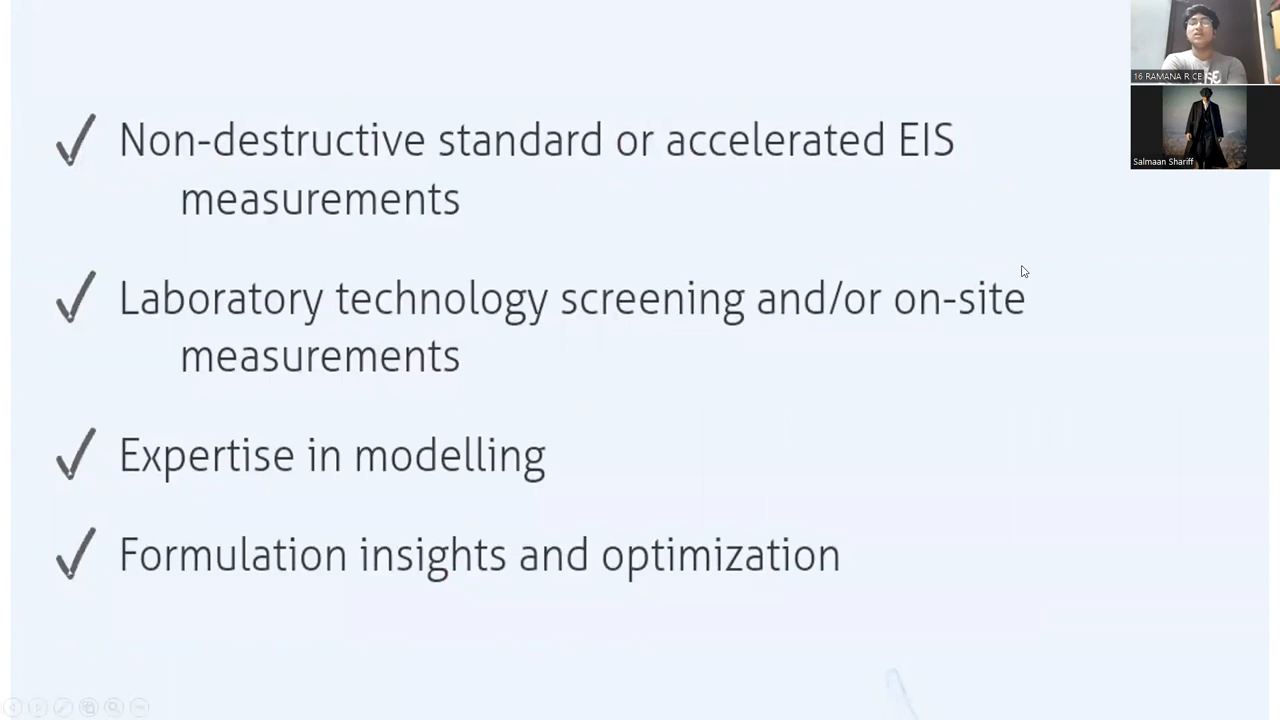 Non-destructive standard or accelerated EIS
measurements
Laboratory technology screening and/or on-site
measurements
Expertise in modelling
Formulation insights and optimization
16 RAMANA R CE
Salmaan Shariff